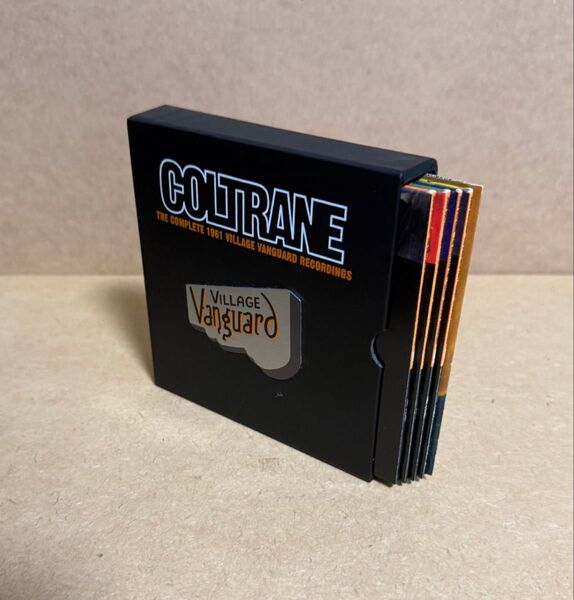 COLTRANE
THE COMPLETE 1961 VILLAGE VANGUARD RECORDINGS
VILLAGE
Vanguard